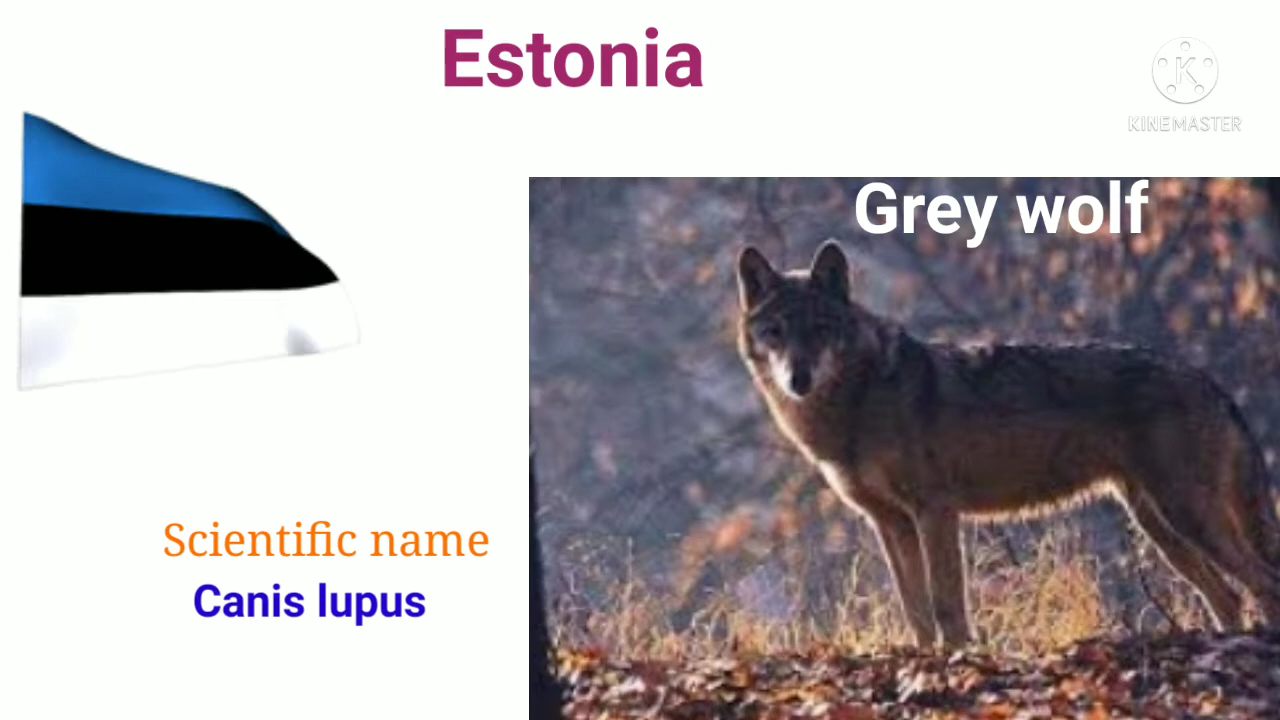 Estonia
K
KINEMASTER
Grey wolf
Scientific name
Canis lupus